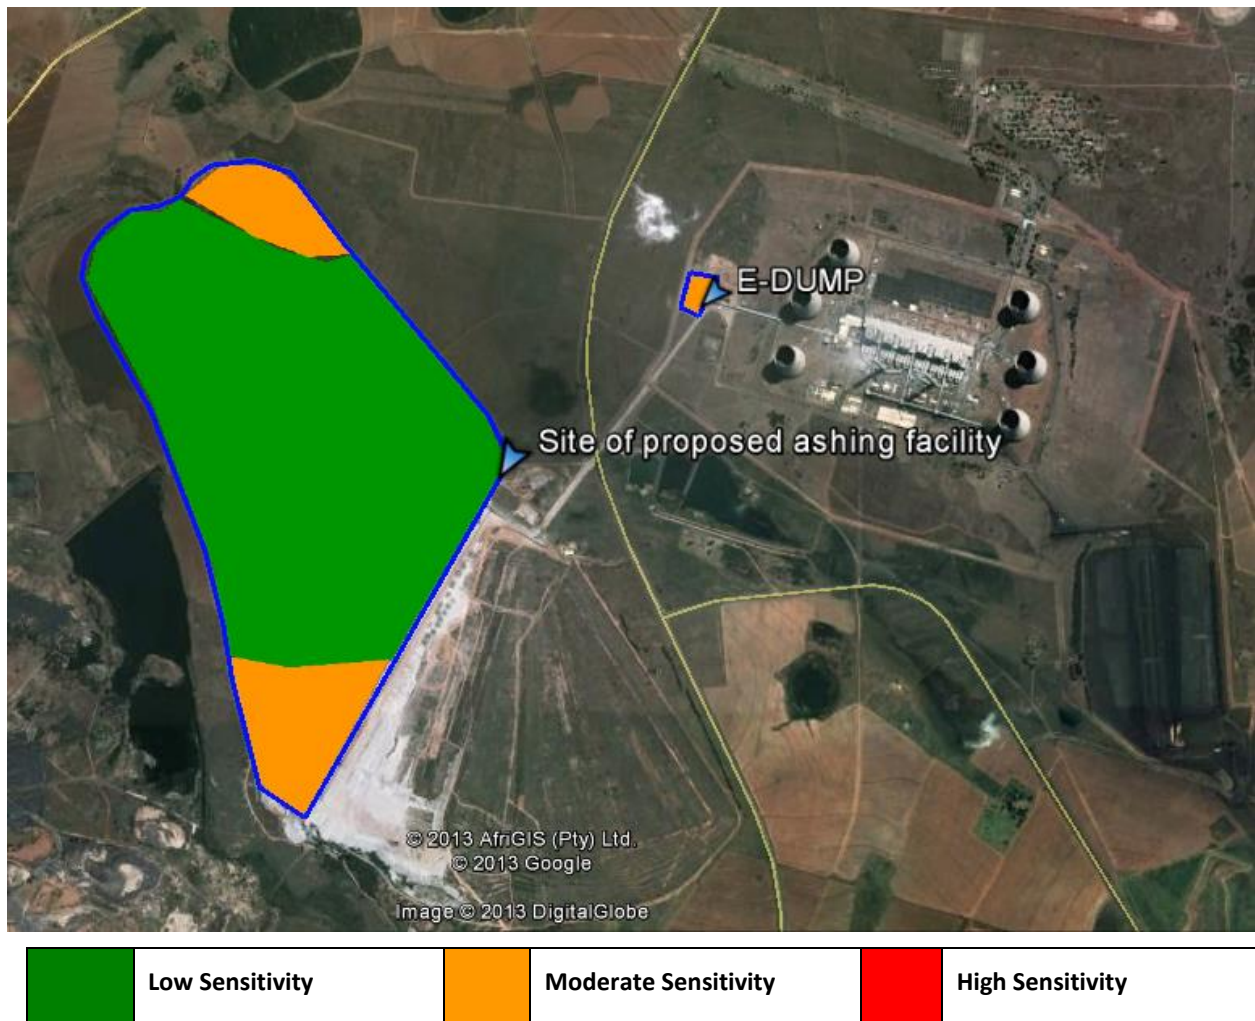 E-DUMP
Site of proposed ashing facility
© 2013 AfriGIS (Pty) Ltd.
© 2013 Google
Image © 2013 DigitalGlobe
Low Sensitivity
Moderate Sensitivity
High Sensitivity